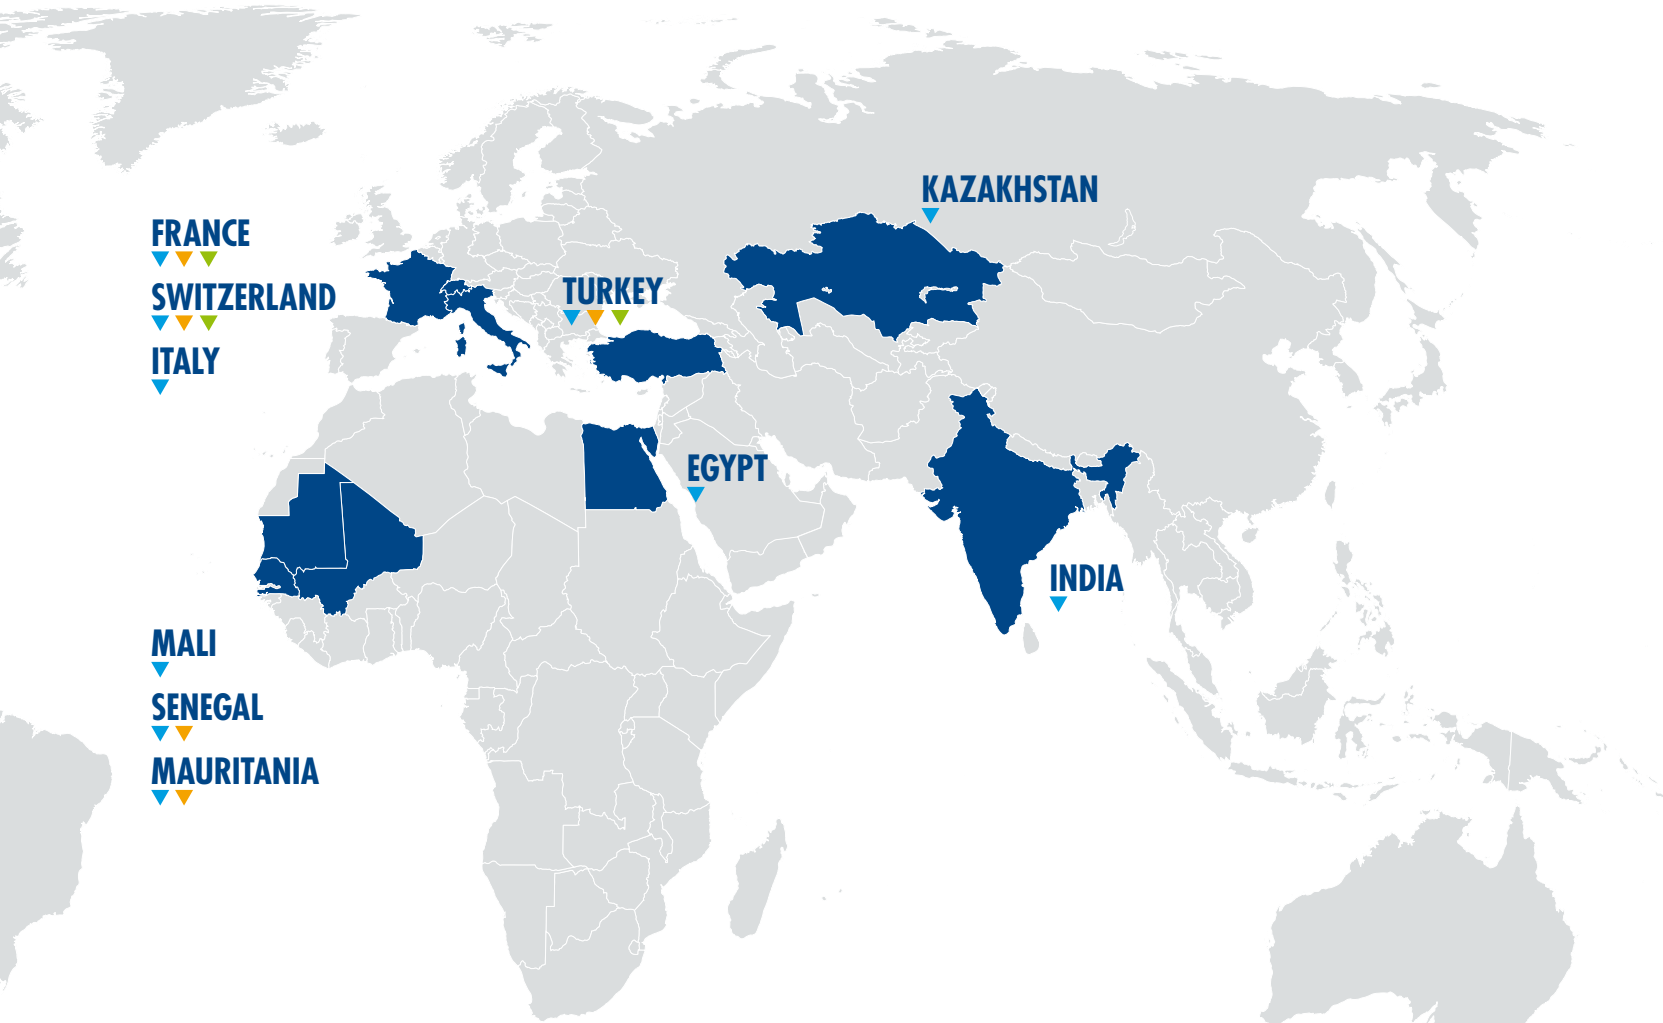 KAZAKHSTAN
FRANCE
SWITZERLAND
TURKEY
ITALY
EGYPT
INDIA
MALI
SENEGAL
MAURITANIA